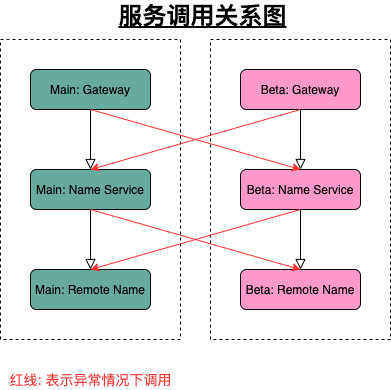 服务调用关系图
Main: Gateway
Beta: Gateway
Main: Name Service
Beta: Name Service
Main: Remote Name
Beta: Remote Name
红线: 表示异常情况下调用